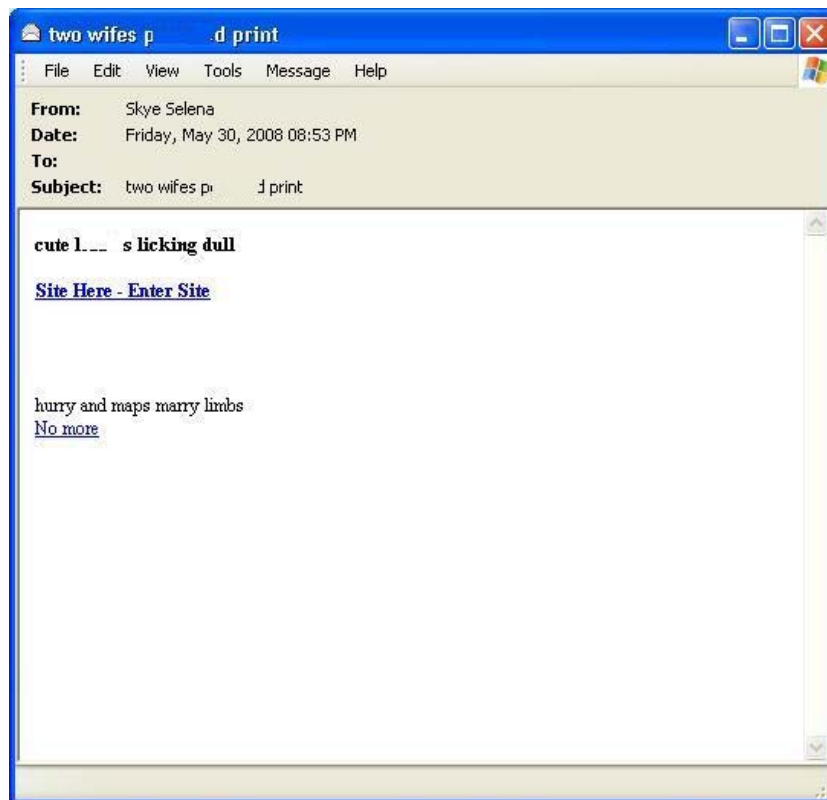 two wifes p d print
File Edit View Tools Message Help
From: Skye Selena
Date: Friday, May 30, 2008 08:53 PM
To:
Subject: two wifes p d print
cute l s licking dull
Site Here - Enter Site
hurry and maps marry limbs
No more